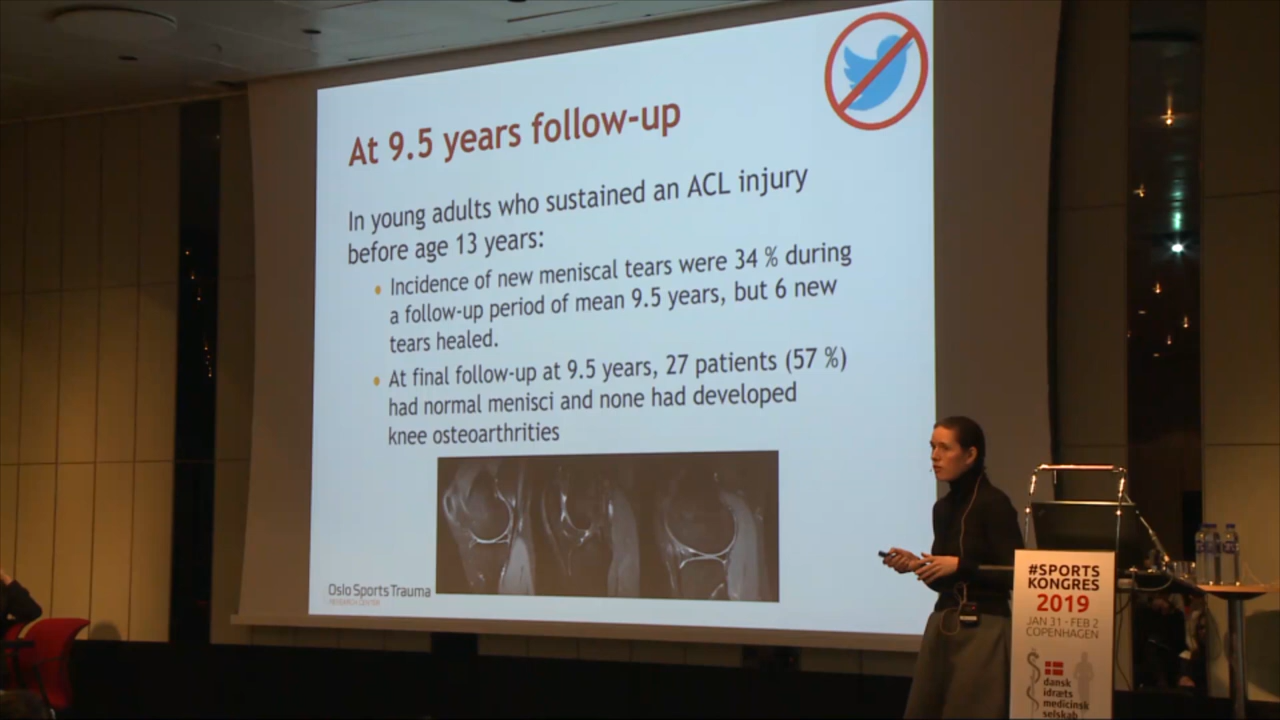 At 9.5 years follow-up
In young adults who sustained an ACL injury
before age 13 years:
• Incidence of new meniscal tears were 34 % during
a follow-up period of mean 9.5 years, but 6 new
tears healed.
• At final follow-up at 9.5 years, 27 patients (57 %)
had normal menisci and none had developed
knee osteoarthrities
Oslo Sports Trauma
RESEARCH CENTER
#SPORTS
KONGRES
2019
JAN 31 - FEB 2
COPENHAGEN
dansk
idræts
medicinsk
selskab